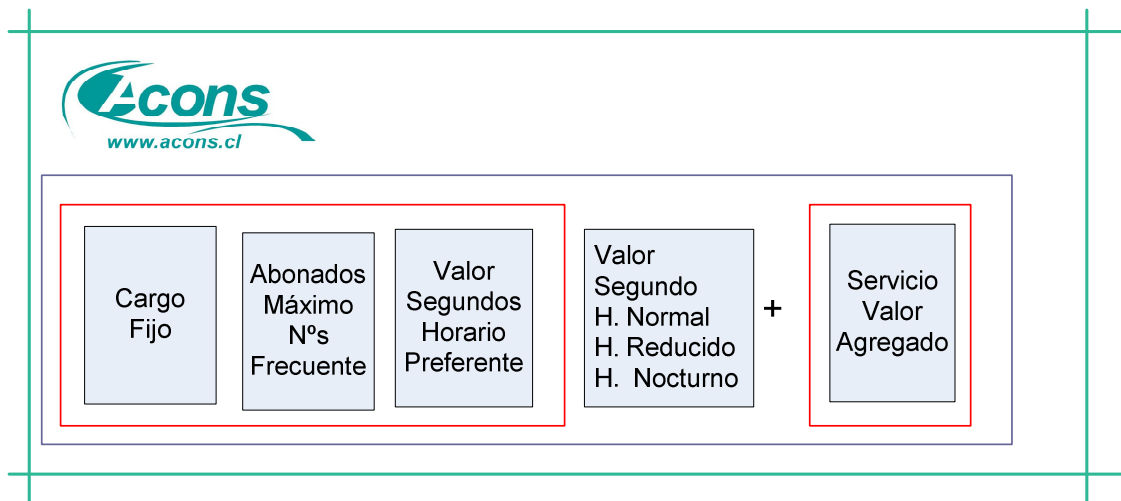 Acons
www.acons.cl
Cargo
Fijo
Abonados
Máximo
Nºs
Frecuente
Valor
Segundos
Horario
Preferente
Valor
Segundo
H. Normal
H. Reducido
H. Nocturno
+
Servicio
Valor
Agregado